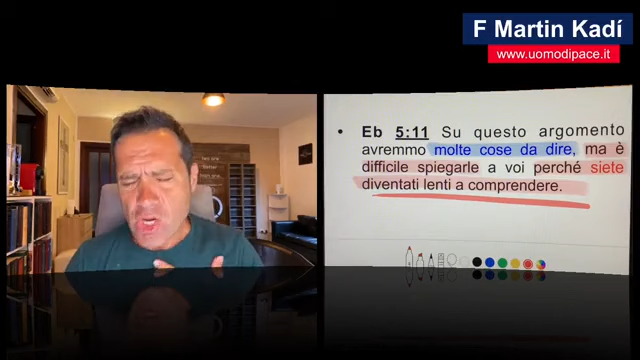 F Martin Kadí
www.uomodipace.it
• Eb 5:11 Su questo argomento
avremmo molte cose da dire, ma è
difficile spiegarle a voi perché siete
diventati lenti a comprendere.